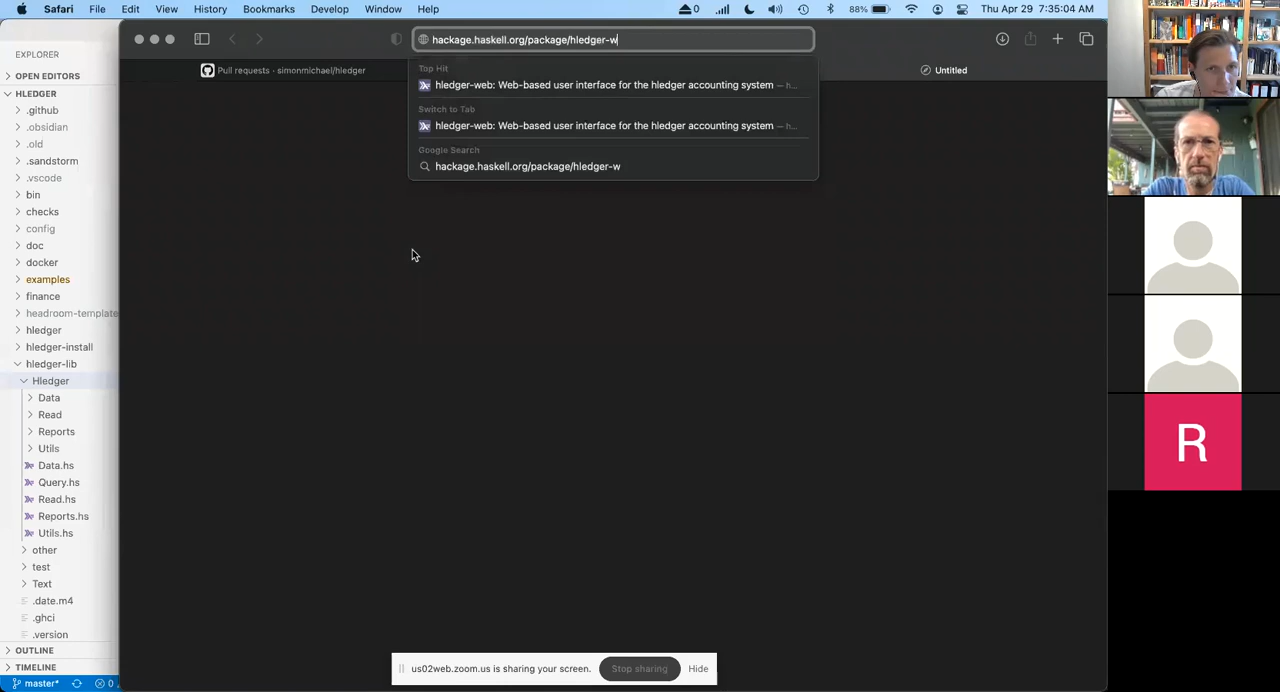 Safari File Edit View History Bookmarks Develop Window Help 0 88% Thu Apr 29 7:35:04 AM
EXPLORER
OPEN EDITORS
HLEDGER
.github
.obsidian
.old
.sandstorm
.vscode
bin
checks
config
doc
docker
examples
finance
headroom-template
hledger
hledger-install
hledger-lib
Hledger
Data
Read
Reports
Utils
Data.hs
Query.hs
Read.hs
Reports.hs
Utils.hs
other
test
Text
.date.m4
.ghci
.version
OUTLINE
TIMELINE
master* 0
hackage.haskell.org/package/hledger-w
Pull requests · simonmichael/hledger
Untitled
Top Hit
hledger-web: Web-based user interface for the hledger accounting system — h...
Switch to Tab
hledger-web: Web-based user interface for the hledger accounting system — h...
Google Search
hackage.haskell.org/package/hledger-w
us02web.zoom.us is sharing your screen. Stop sharing Hide
R